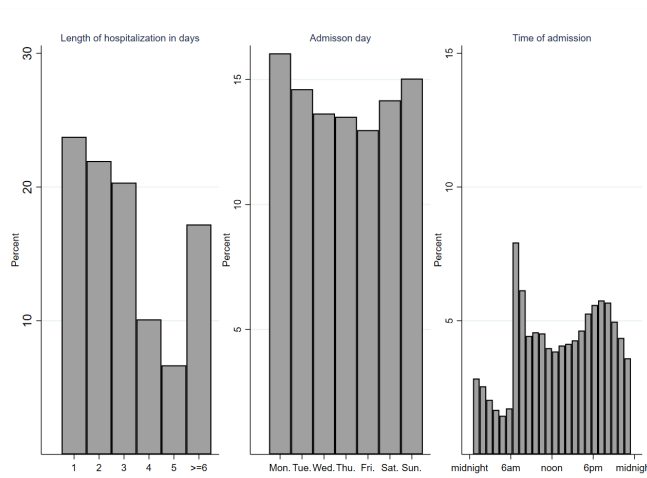 Length of hospitalization in days
30
20
10
Percent
1 2 3 4 5 >=6
Admisson day
15
10
5
Percent
Mon. Tue. Wed. Thu. Fri. Sat. Sun.
Time of admission
15
10
5
Percent
midnight 6am noon 6pm midnight